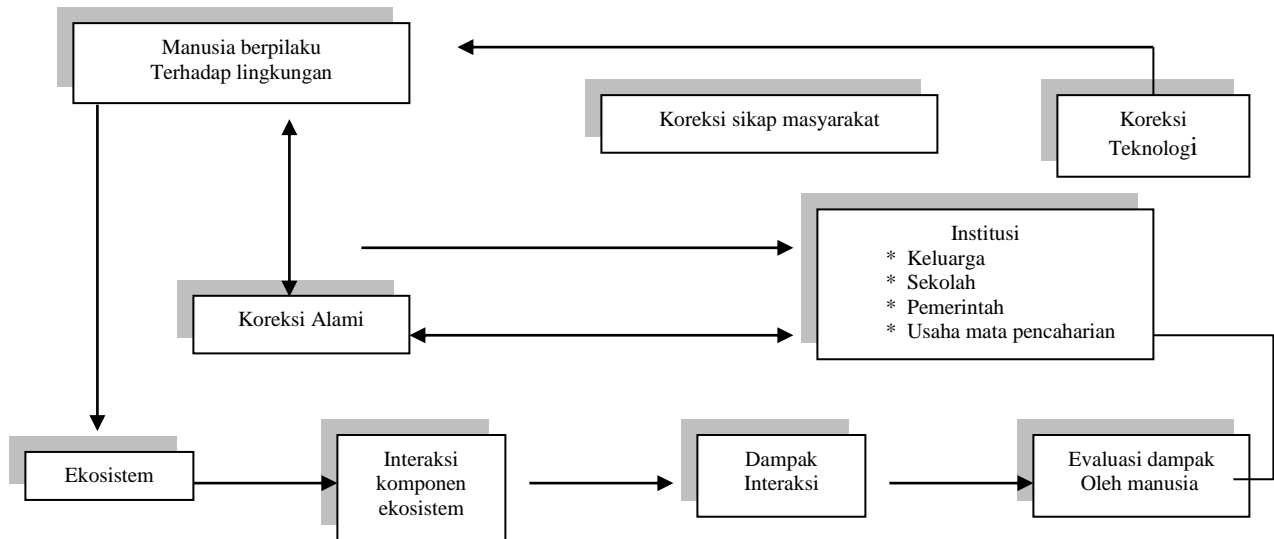 Manusia berpilaku
Terhadap lingkungan
Koreksi sikap masyarakat
Koreksi
Teknologi
Institusi
* Keluarga
* Sekolah
* Pemerintah
* Usaha mata pencaharian
Koreksi Alami
Ekosistem
Interaksi
komponen
ekosistem
Dampak
Interaksi
Evaluasi dampak
Oleh manusia